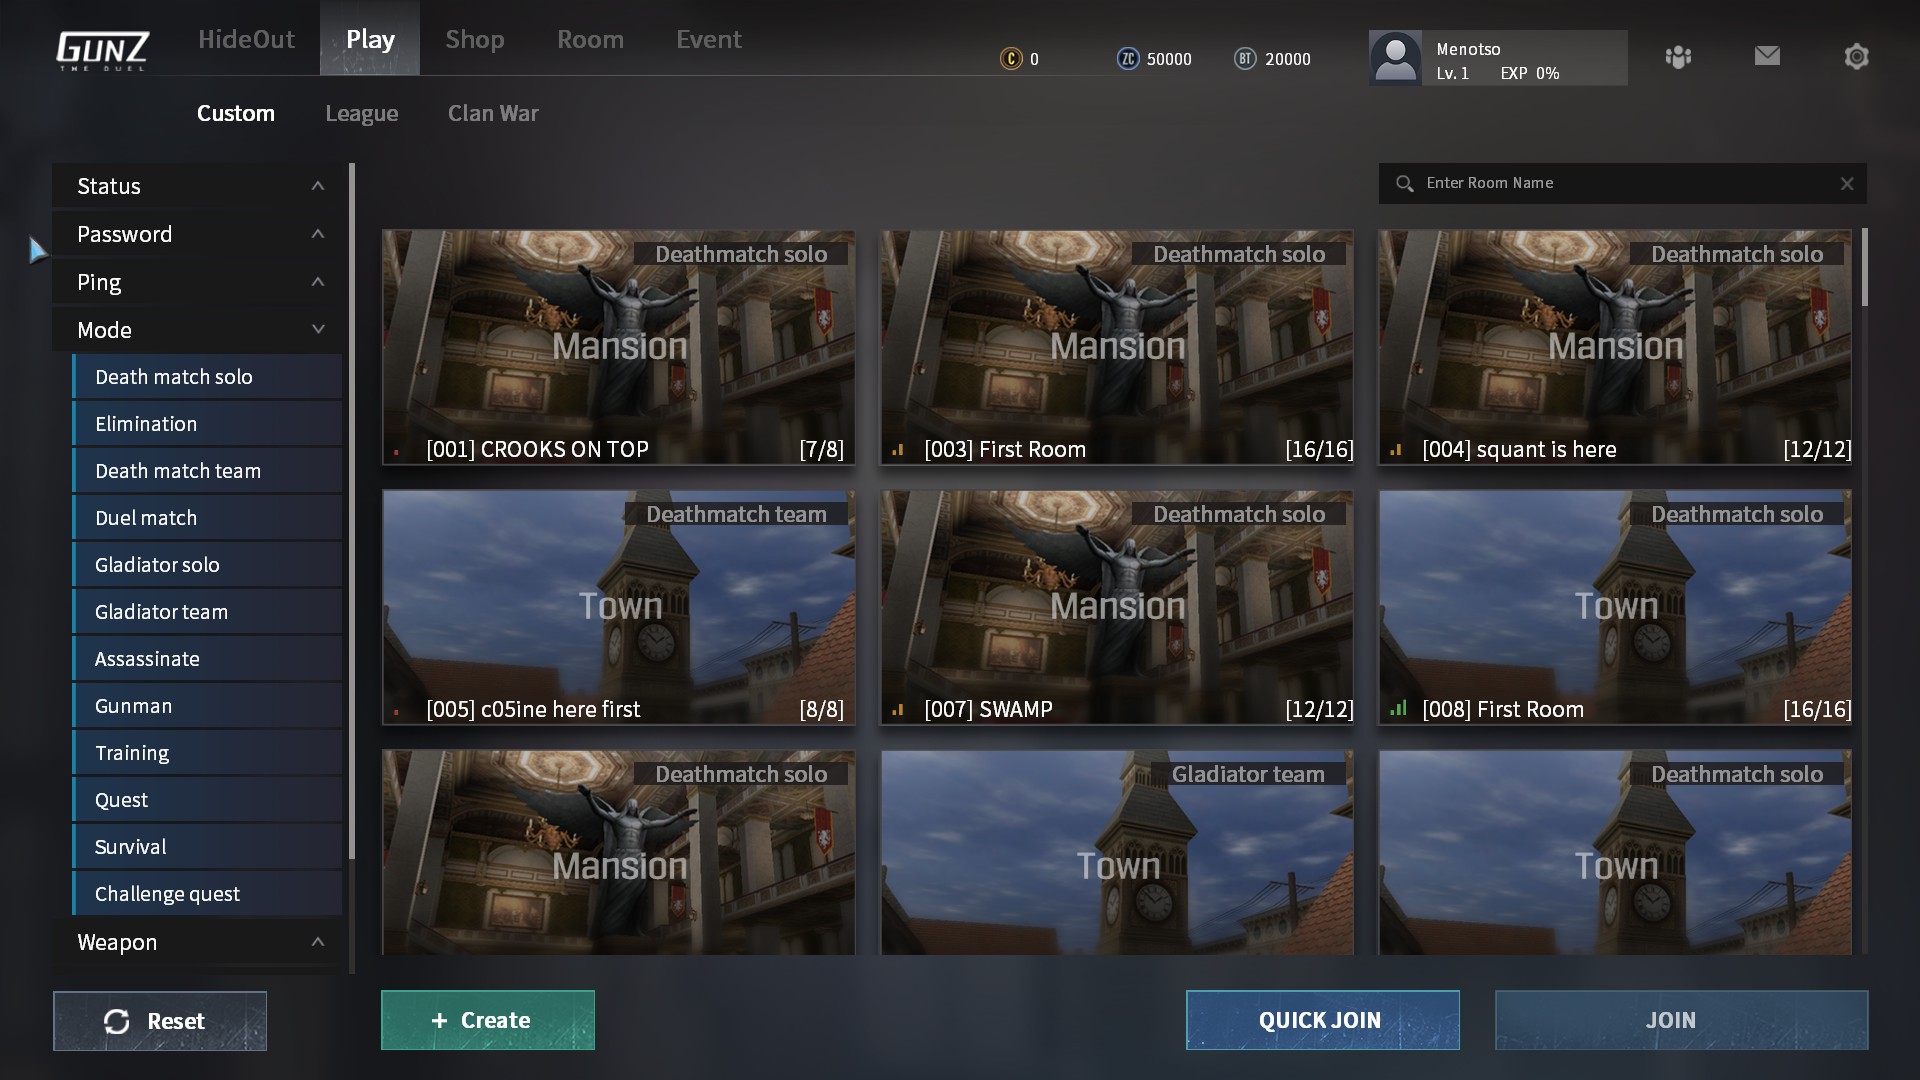 GUNZ
THE DUEL
HideOut
Play
Shop
Room
Event
C 0
ZC 50000
BT 20000
Menotso
Lv. 1 EXP 0%
Custom
League
Clan War
Status
Password
Ping
Mode
Death match solo
Elimination
Death match team
Duel match
Gladiator solo
Gladiator team
Assassinate
Gunman
Training
Quest
Survival
Challenge quest
Weapon
Enter Room Name
Deathmatch solo
Mansion
[001] CROOKS ON TOP [7/8]
Deathmatch solo
Mansion
[003] First Room [16/16]
Deathmatch solo
Mansion
[004] squant is here [12/12]
Deathmatch team
Town
[005] c05ine here first [8/8]
Deathmatch solo
Mansion
[007] SWAMP [12/12]
Deathmatch solo
Town
[008] First Room [16/16]
Deathmatch solo
Mansion
Gladiator team
Town
Deathmatch solo
Town
Reset
+ Create
QUICK JOIN
JOIN